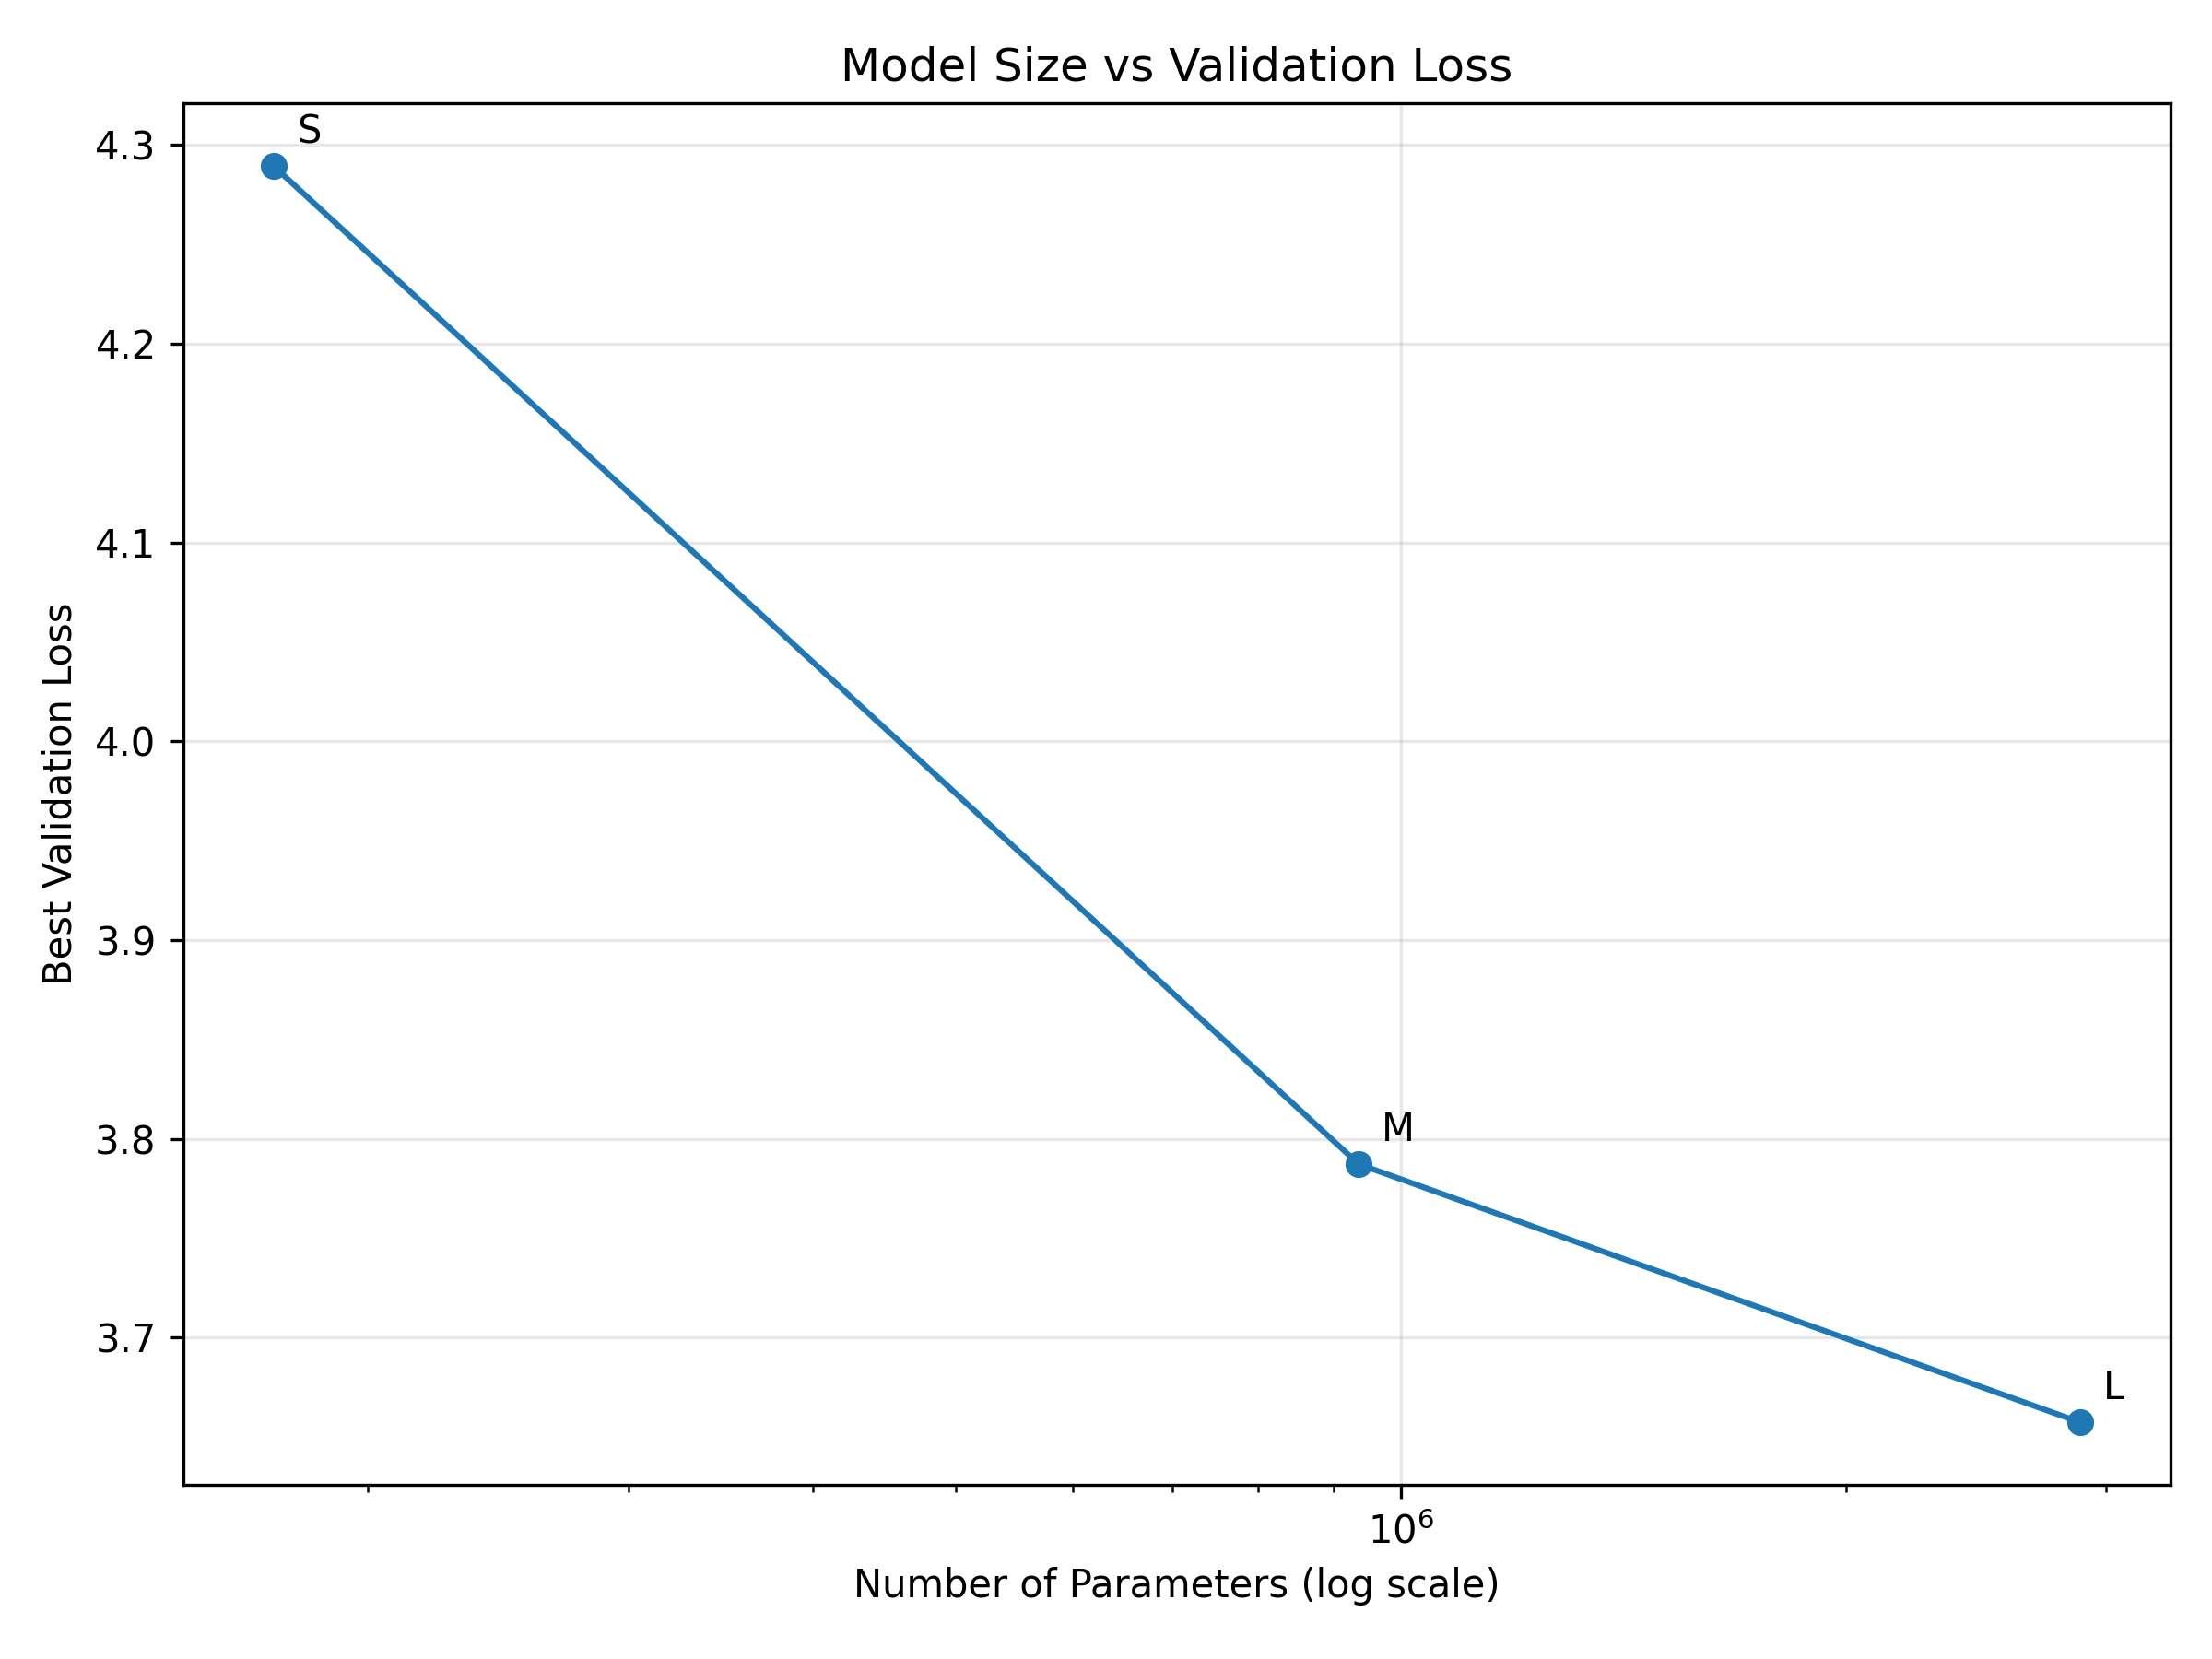 Model Size vs Validation Loss
S
4.3
4.2
4.1
4.0
3.9
3.8
3.7
M
L
Best Validation Loss
10⁶
Number of Parameters (log scale)